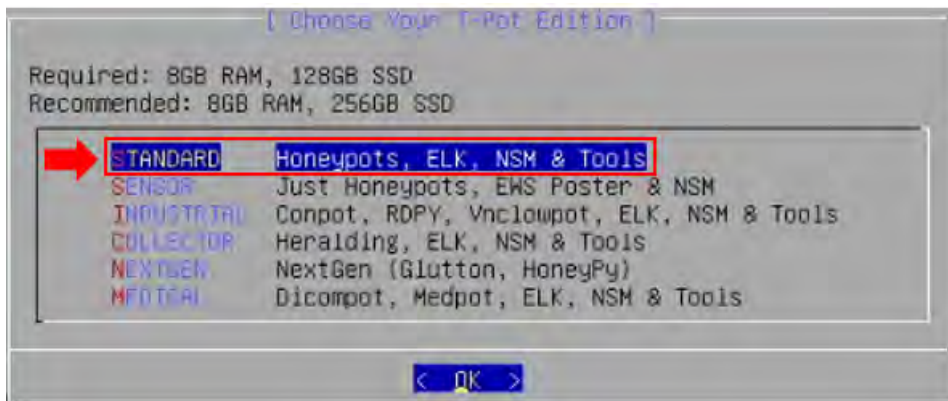 [ Choose Your T-Pot Edition ]
Required: 8GB RAM, 128GB SSD
Recommended: 8GB RAM, 256GB SSD
STANDARD Honeypots, ELK, NSM & Tools
SENSOR Just Honeypots, EWS Poster & NSM
INDUSTRIAL Conpot, RDPY, Vnclowpot, ELK, NSM & Tools
COLLECTOR Heralding, ELK, NSM & Tools
NEXTGEN NextGen (Glutton, HoneyPy)
MEDICAL Dicompot, Medpot, ELK, NSM & Tools
< OK >